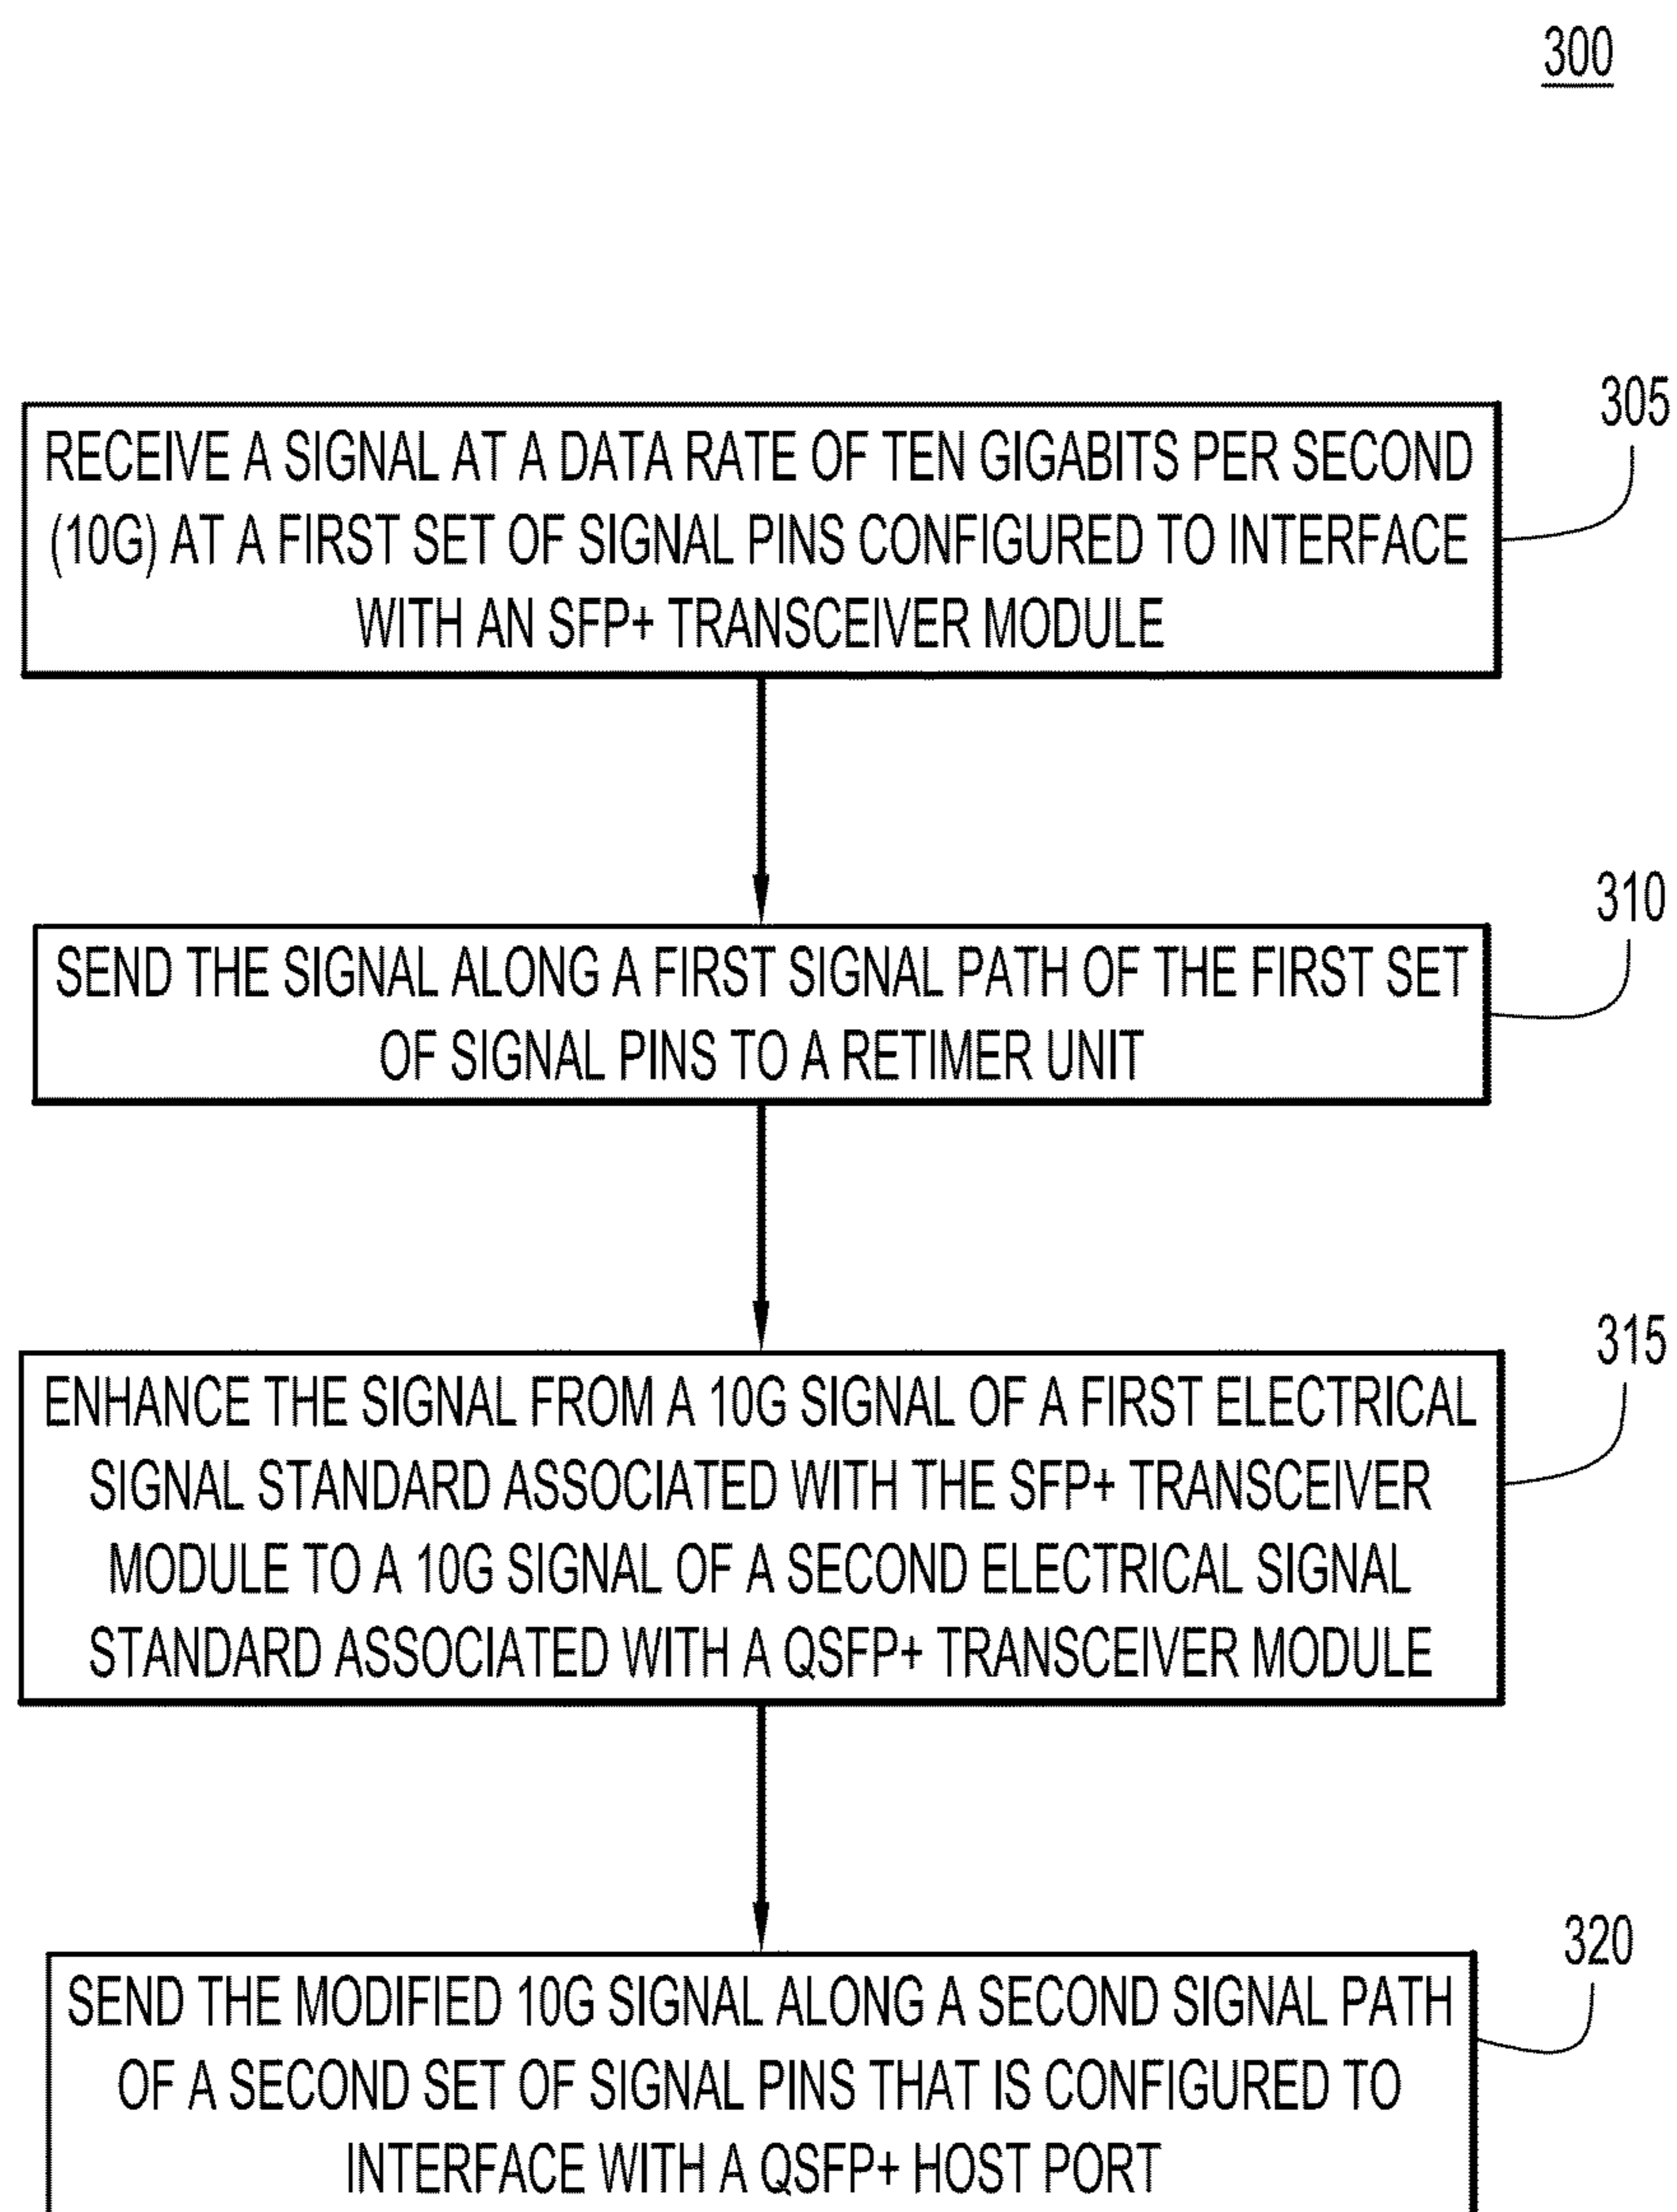 300
305
RECEIVE A SIGNAL AT A DATA RATE OF TEN GIGABITS PER SECOND
(10G) AT A FIRST SET OF SIGNAL PINS CONFIGURED TO INTERFACE
WITH AN SFP+ TRANSCEIVER MODULE
310
SEND THE SIGNAL ALONG A FIRST SIGNAL PATH OF THE FIRST SET
OF SIGNAL PINS TO A RETIMER UNIT
315
ENHANCE THE SIGNAL FROM A 10G SIGNAL OF A FIRST ELECTRICAL
SIGNAL STANDARD ASSOCIATED WITH THE SFP+ TRANSCEIVER
MODULE TO A 10G SIGNAL OF A SECOND ELECTRICAL SIGNAL
STANDARD ASSOCIATED WITH A QSFP+ TRANSCEIVER MODULE
320
SEND THE MODIFIED 10G SIGNAL ALONG A SECOND SIGNAL PATH
OF A SECOND SET OF SIGNAL PINS THAT IS CONFIGURED TO
INTERFACE WITH A QSFP+ HOST PORT